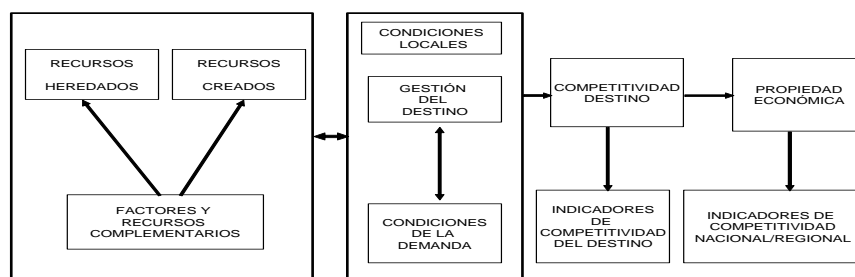 RECURSOS
HEREDADOS
RECURSOS
CREADOS
FACTORES Y
RECURSOS
COMPLEMENTARIOS
CONDICIONES
LOCALES
GESTIÓN
DEL
DESTINO
CONDICIONES
DE LA
DEMANDA
COMPETITIVIDAD
DESTINO
PROPIEDAD
ECONÓMICA
INDICADORES
DE
COMPETITIVIDAD
DEL DESTINO
INDICADORES DE
COMPETITIVIDAD
NACIONAL/REGIONAL